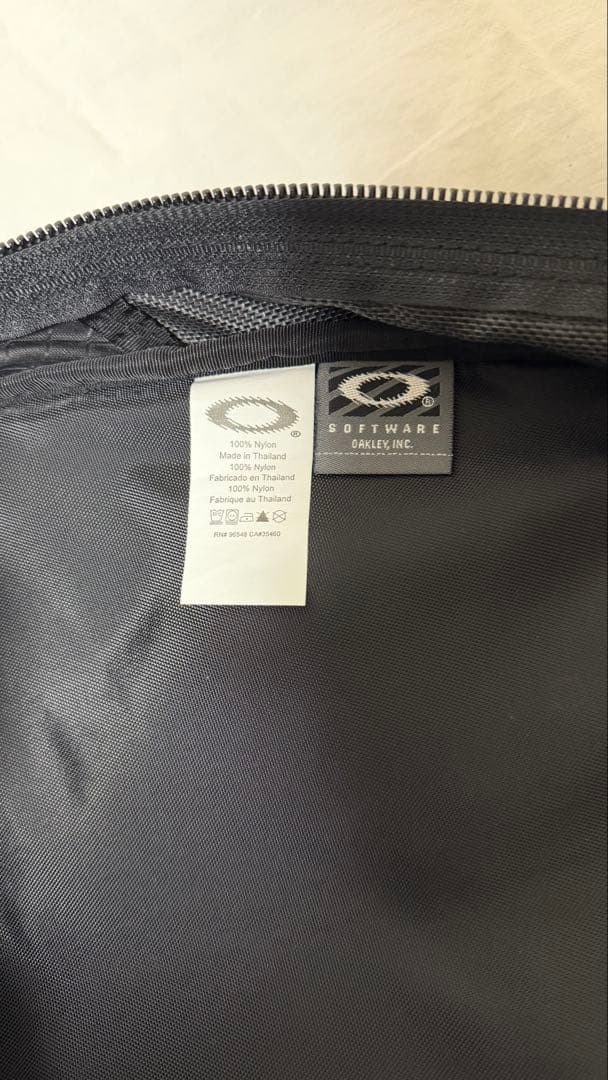 ®
100% Nylon
Made in Thailand
100% Nylon
Fabricado en Tailandia
100% Nylon
Fabrique au Thailand
RN# 96548 CA#35460
®
SOFTWARE
OAKLEY, INC.